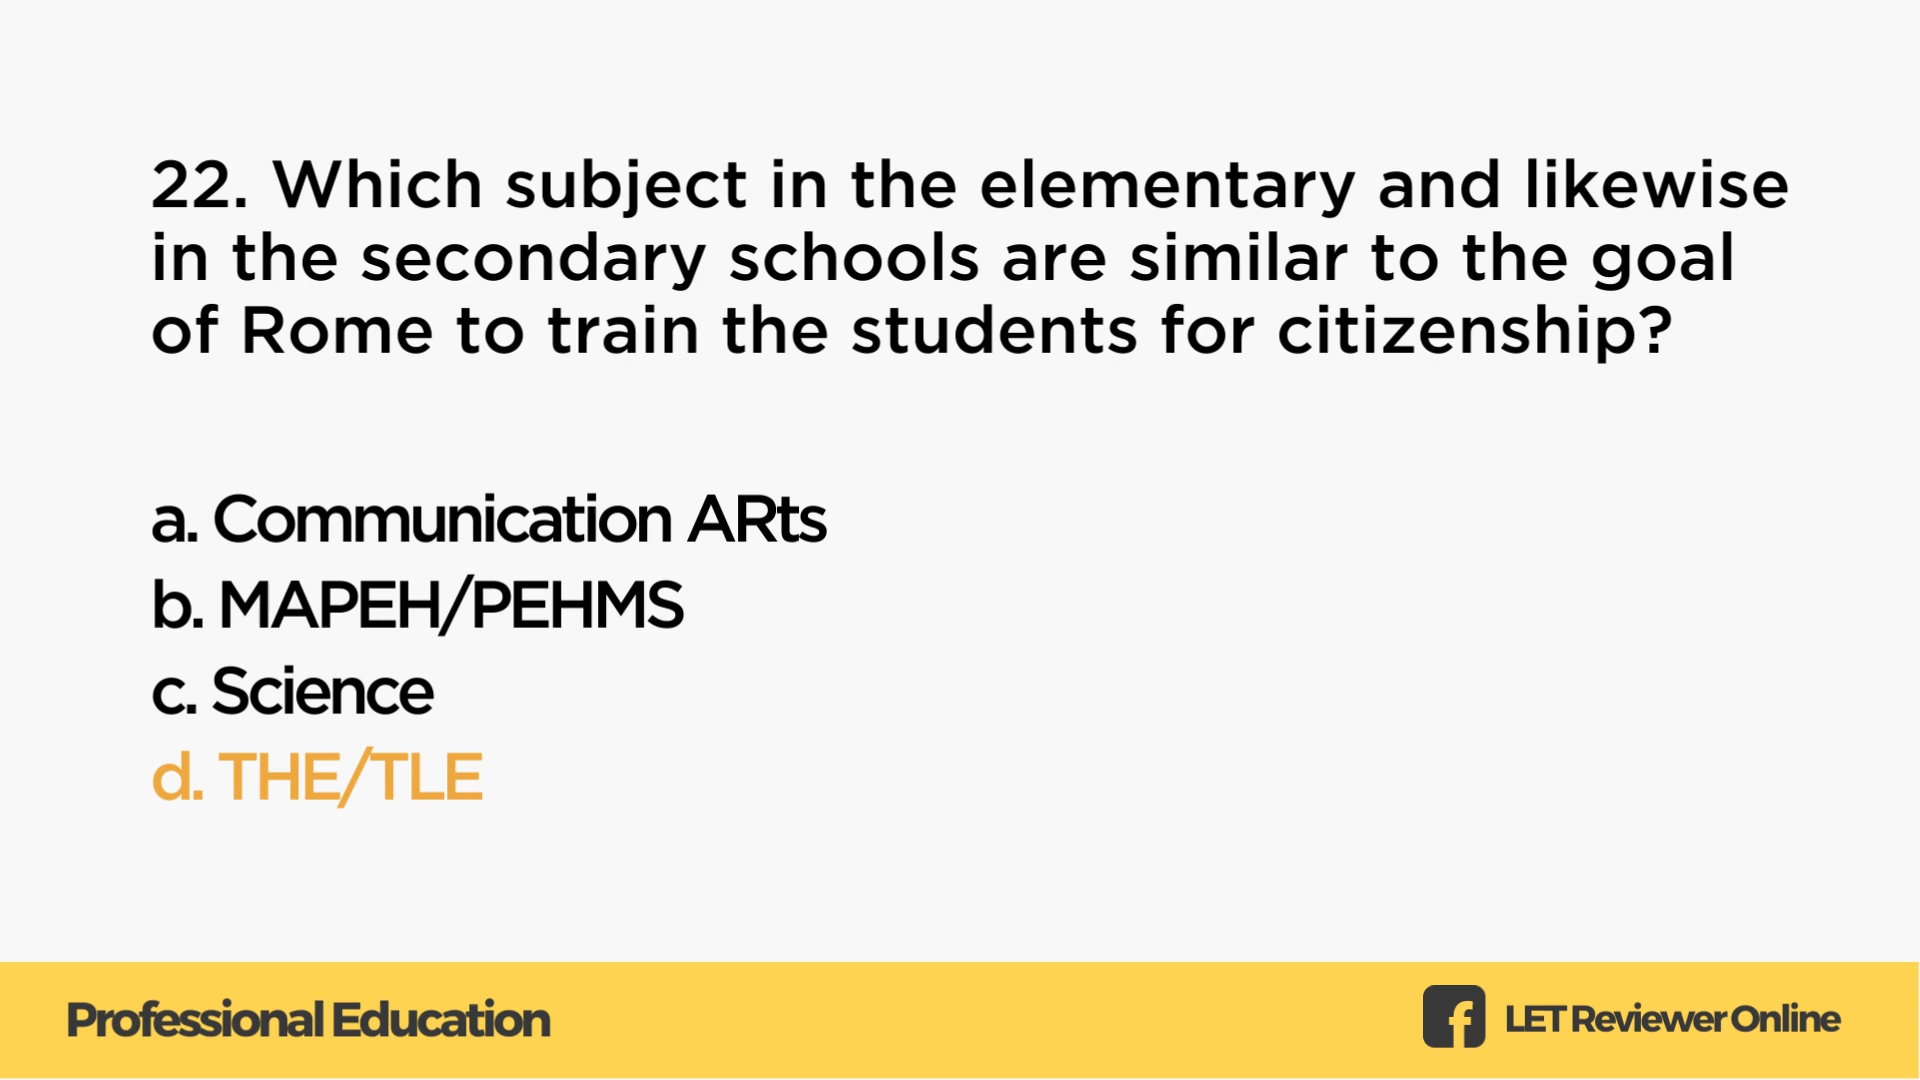 22. Which subject in the elementary and likewise
in the secondary schools are similar to the goal
of Rome to train the students for citizenship?
a. Communication ARts
b. MAPEH/PEHMS
c. Science
d. THE/TLE
Professional Education
LET Reviewer Online